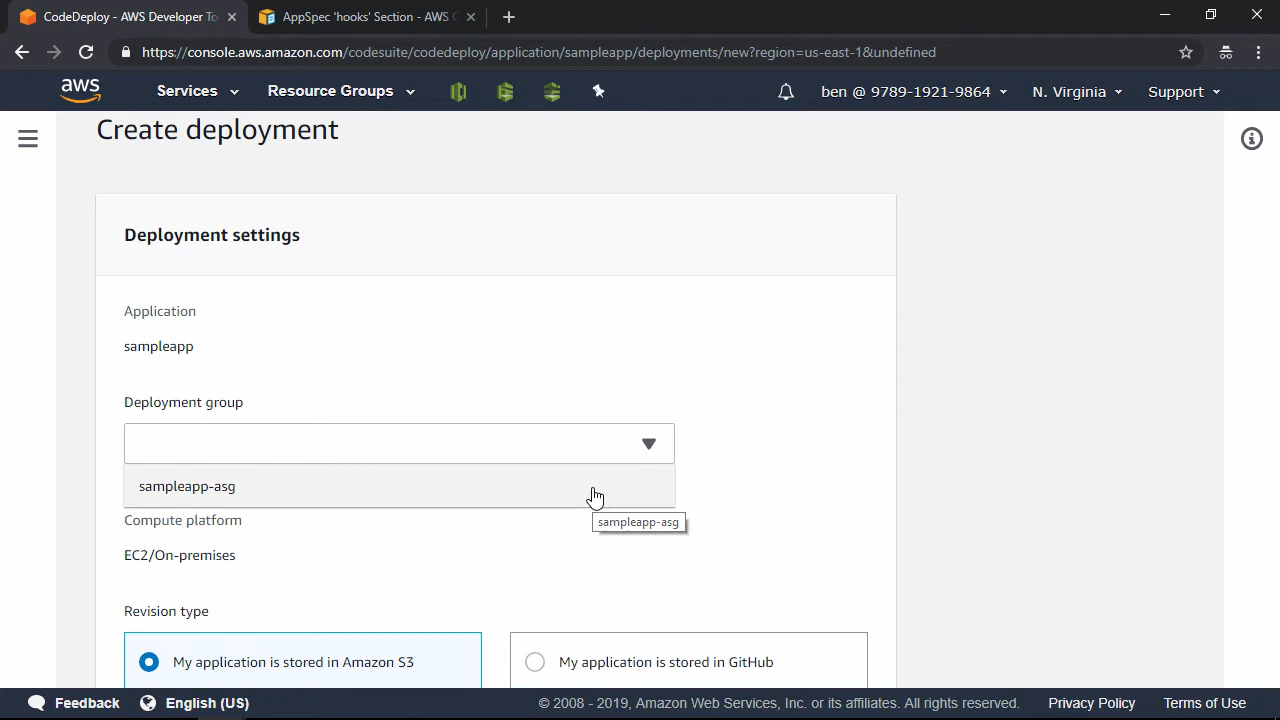 CodeDeploy - AWS Developer To
AppSpec 'hooks' Section - AWS C
https://console.aws.amazon.com/codesuite/codedeploy/application/sampleapp/deployments/new?region=us-east-1&undefined
aws
Services
Resource Groups
ben @ 9789-1921-9864
N. Virginia
Support
Create deployment
Deployment settings
Application
sampleapp
Deployment group
sampleapp-asg
sampleapp-asg
Compute platform
EC2/On-premises
Revision type
My application is stored in Amazon S3
My application is stored in GitHub
Feedback
English (US)
© 2008 - 2019, Amazon Web Services, Inc. or its affiliates. All rights reserved.
Privacy Policy
Terms of Use